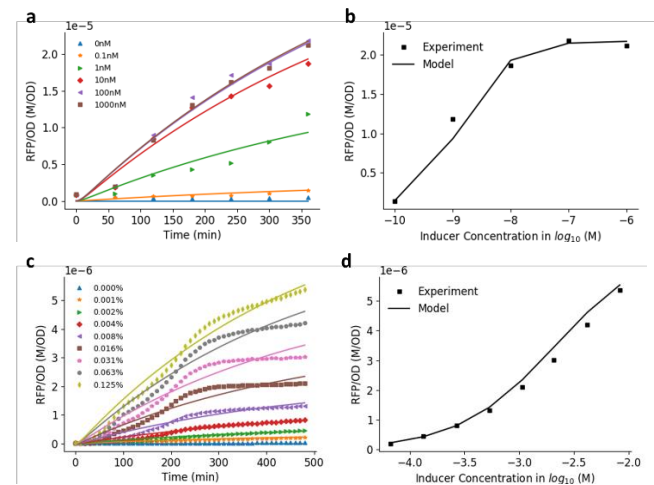 a
1e−5
0nM
0.1nM
1nM
10nM
100nM
1000nM
RFP/OD (M/OD)
2.0
1.5
1.0
0.5
0.0
0 50 100 150 200 250 300 350
Time (min)
b
1e−5
Experiment
Model
RFP/OD (M/OD)
2.0
1.5
1.0
0.5
−10 −9 −8 −7 −6
Inducer Concentration in log10 (M)
c
1e−6
0.000%
0.001%
0.002%
0.004%
0.008%
0.016%
0.031%
0.063%
0.125%
RFP/OD (M/OD)
5
4
3
2
1
0
0 100 200 300 400 500
Time (min)
d
1e−6
Experiment
Model
RFP/OD (M/OD)
5
4
3
2
1
0
−4.0 −3.5 −3.0 −2.5 −2.0
Inducer Concentration in log10 (M)